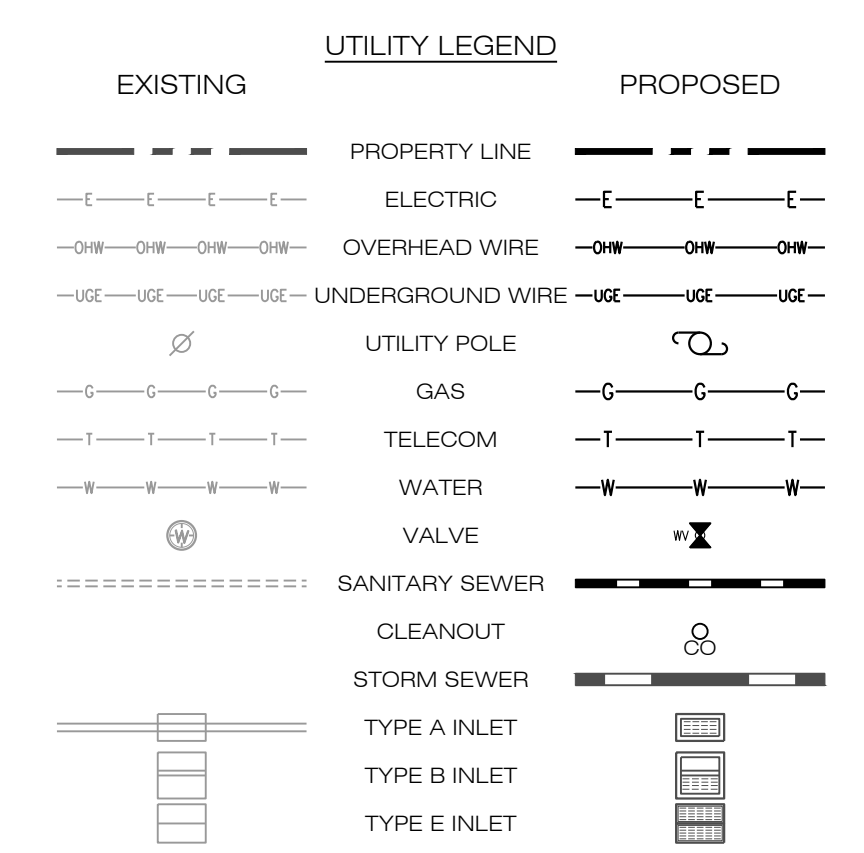 UTILITY LEGEND
EXISTING PROPOSED
PROPERTY LINE
E E E E ELECTRIC E E E
OHW OHW OHW OHW OVERHEAD WIRE OHW OHW OHW
UGE UGE UGE UGE UNDERGROUND WIRE UGE UGE UGE
UTILITY POLE
G G G G GAS G G G
T T T T TELECOM T T T
W W W W WATER W W W
W VALVE WV
SANITARY SEWER
CLEANOUT CO
STORM SEWER
TYPE A INLET
TYPE B INLET
TYPE E INLET